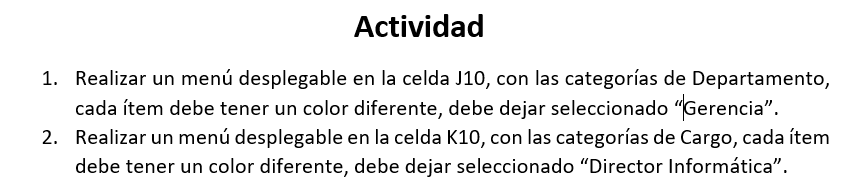 Actividad
1. Realizar un menú desplegable en la celda J10, con las categorías de Departamento,
cada ítem debe tener un color diferente, debe dejar seleccionado “Gerencia”.
2. Realizar un menú desplegable en la celda K10, con las categorías de Cargo, cada ítem
debe tener un color diferente, debe dejar seleccionado “Director Informática”.